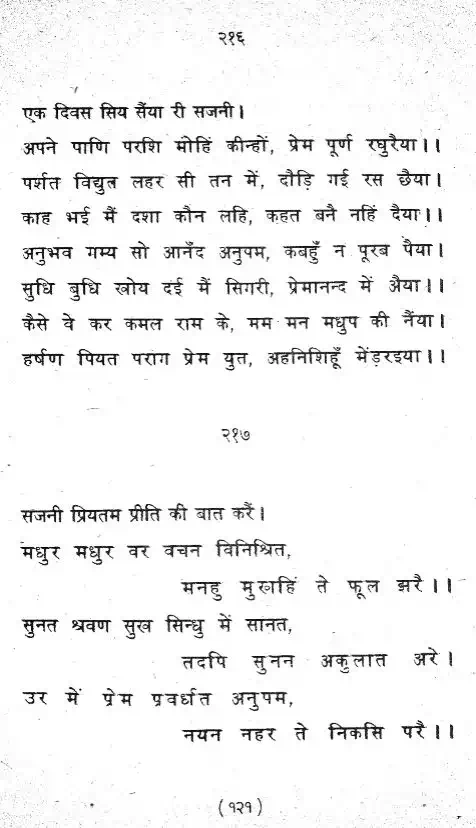 २१६
एक दिवस सिय सैंया री सजनी।
अपने पाणि परशि मोहिं कीन्हों, प्रेम पूर्ण रघुरैया।।
पर्शत विद्युत लहर सी तन में, दौड़ि गई रस छैया।
काह भई मैं दशा कौन लहि, कहत बनै नहिं दैया।।
अनुभव गम्य सो आनँद अनुपम, कबहुँ न पूरब पैया।
सुधि बुधि खोय दई मैं सिगरी, प्रेमानन्द में अैया।।
कैसे वे कर कमल राम के, मम मन मधुप की नैंया।
हर्षण पियत पराग प्रेम युत, अहनिशिहूँ मेंड़रइया।।
२१७
सजनी प्रियतम प्रीति की बात करैं।
मधुर मधुर वर वचन विनिश्रित,
मनहु मुखहिं ते फूल झरै।।
सुनत श्रवण सुख सिन्धु में सानत,
तदपि सुनन अकुलात अरे।
उर में प्रेम प्रवर्धत अनुपम,
नयन नहर ते निकसि परै।।
(१२१)